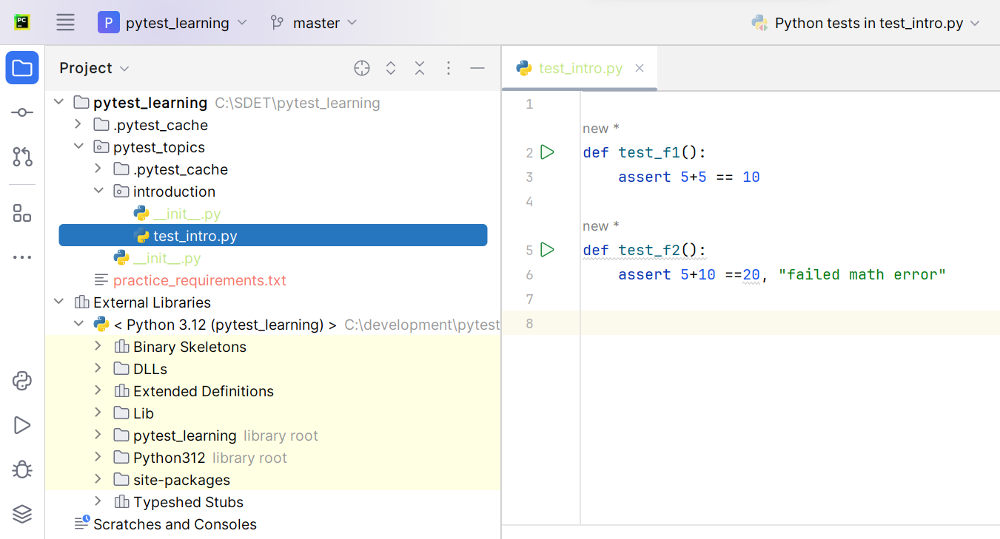 PC P pytest_learning master Python tests in test_intro.py
Project
test_intro.py
pytest_learning C:\SDET\pytest_learning
.pytest_cache
pytest_topics
.pytest_cache
introduction
__init__.py
test_intro.py
__init__.py
practice_requirements.txt
External Libraries
< Python 3.12 (pytest_learning) > C:\development\pytest
Binary Skeletons
DLLs
Extended Definitions
Lib
pytest_learning library root
Python312 library root
site-packages
Typeshed Stubs
Scratches and Consoles
1
new *
2 def test_f1():
3 assert 5+5 == 10
4
new *
5 def test_f2():
6 assert 5+10 ==20, "failed math error"
7
8